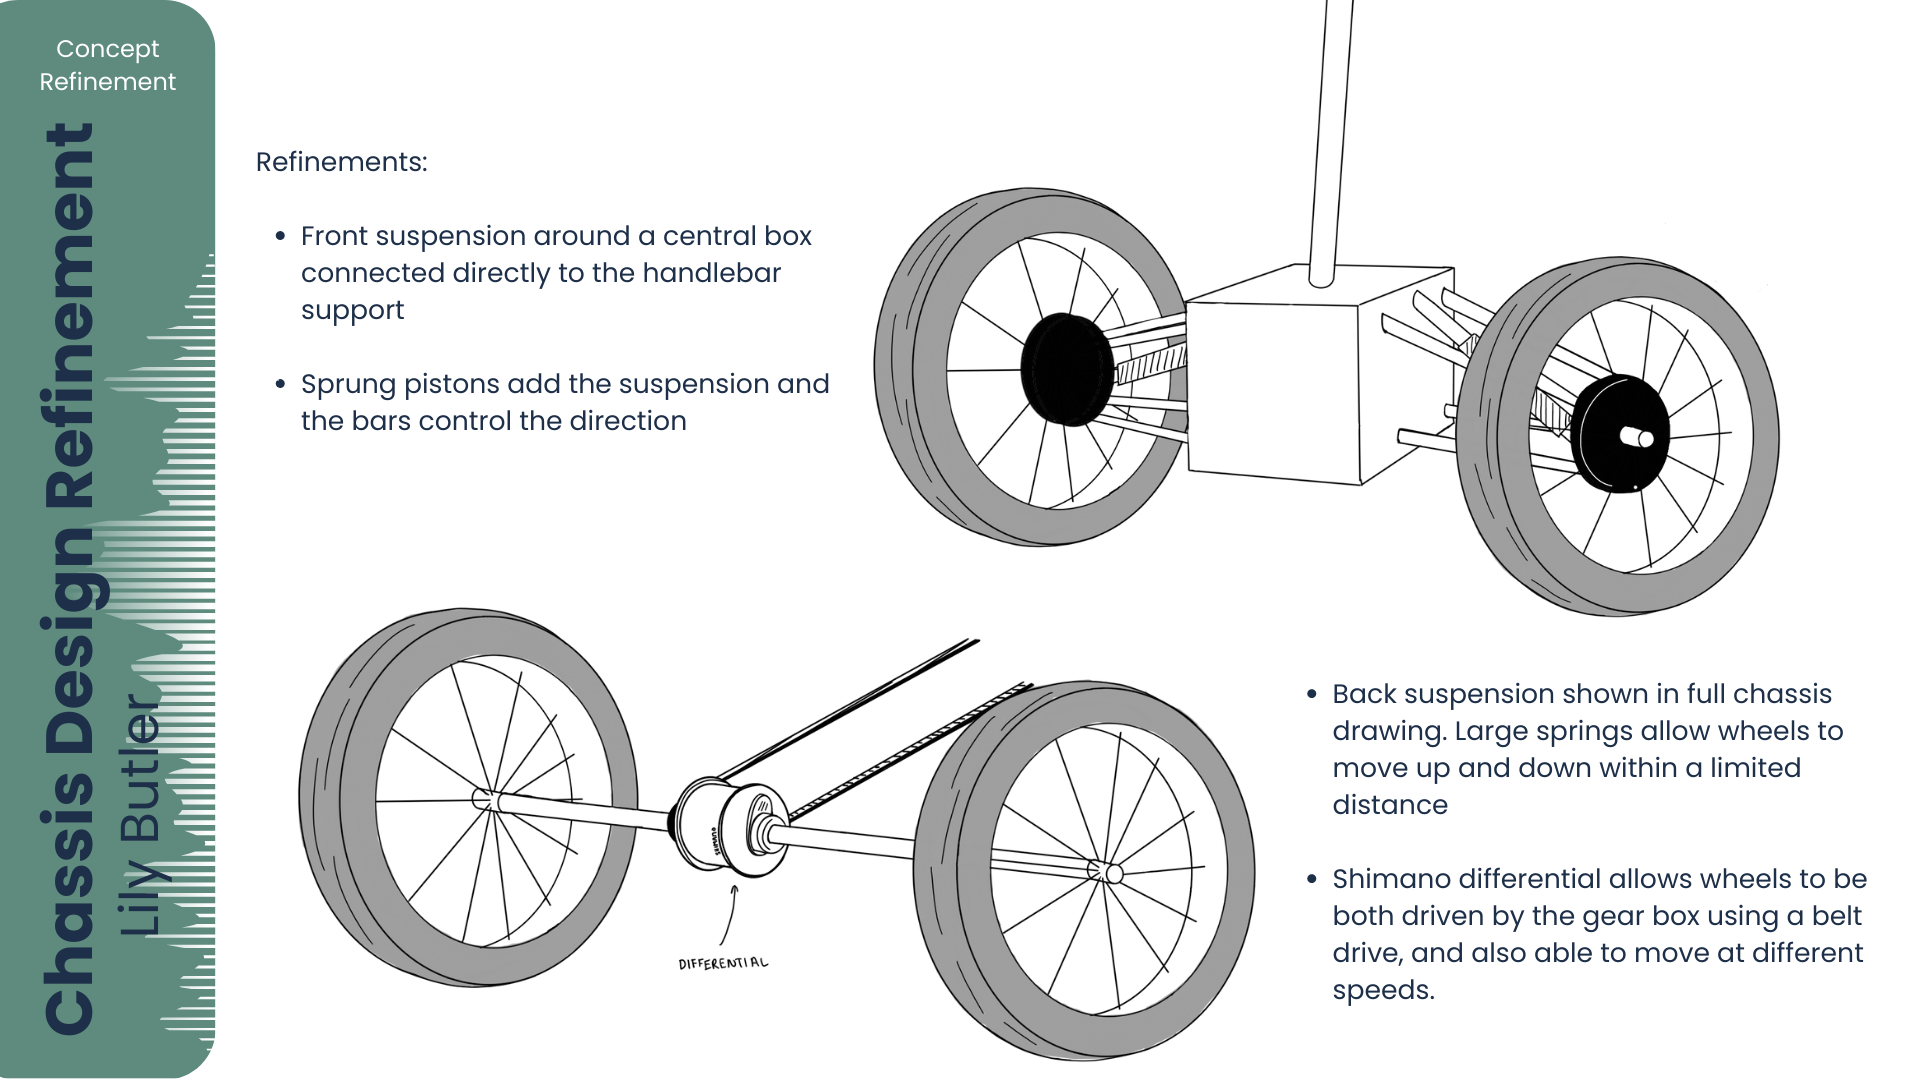 Concept
Refinement
Chassis Design Refinement
Lily Butler
Refinements:
• Front suspension around a central box
connected directly to the handlebar
support
• Sprung pistons add the suspension and
the bars control the direction
SHIMANO
DIFFERENTIAL
• Back suspension shown in full chassis
drawing. Large springs allow wheels to
move up and down within a limited
distance
• Shimano differential allows wheels to be
both driven by the gear box using a belt
drive, and also able to move at different
speeds.